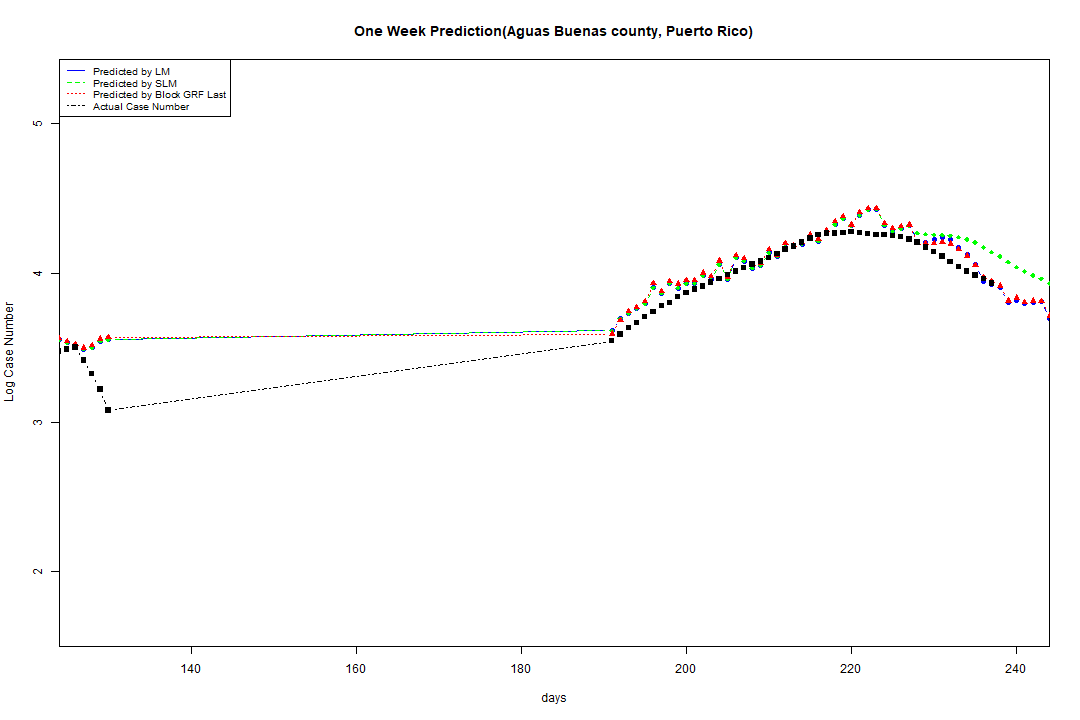 One Week Prediction(Aguas Buenas county, Puerto Rico)
Predicted by LM
Predicted by SLM
Predicted by Block GRF Last
Actual Case Number
5
4
3
2
Log Case Number
140 160 180 200 220 240
days